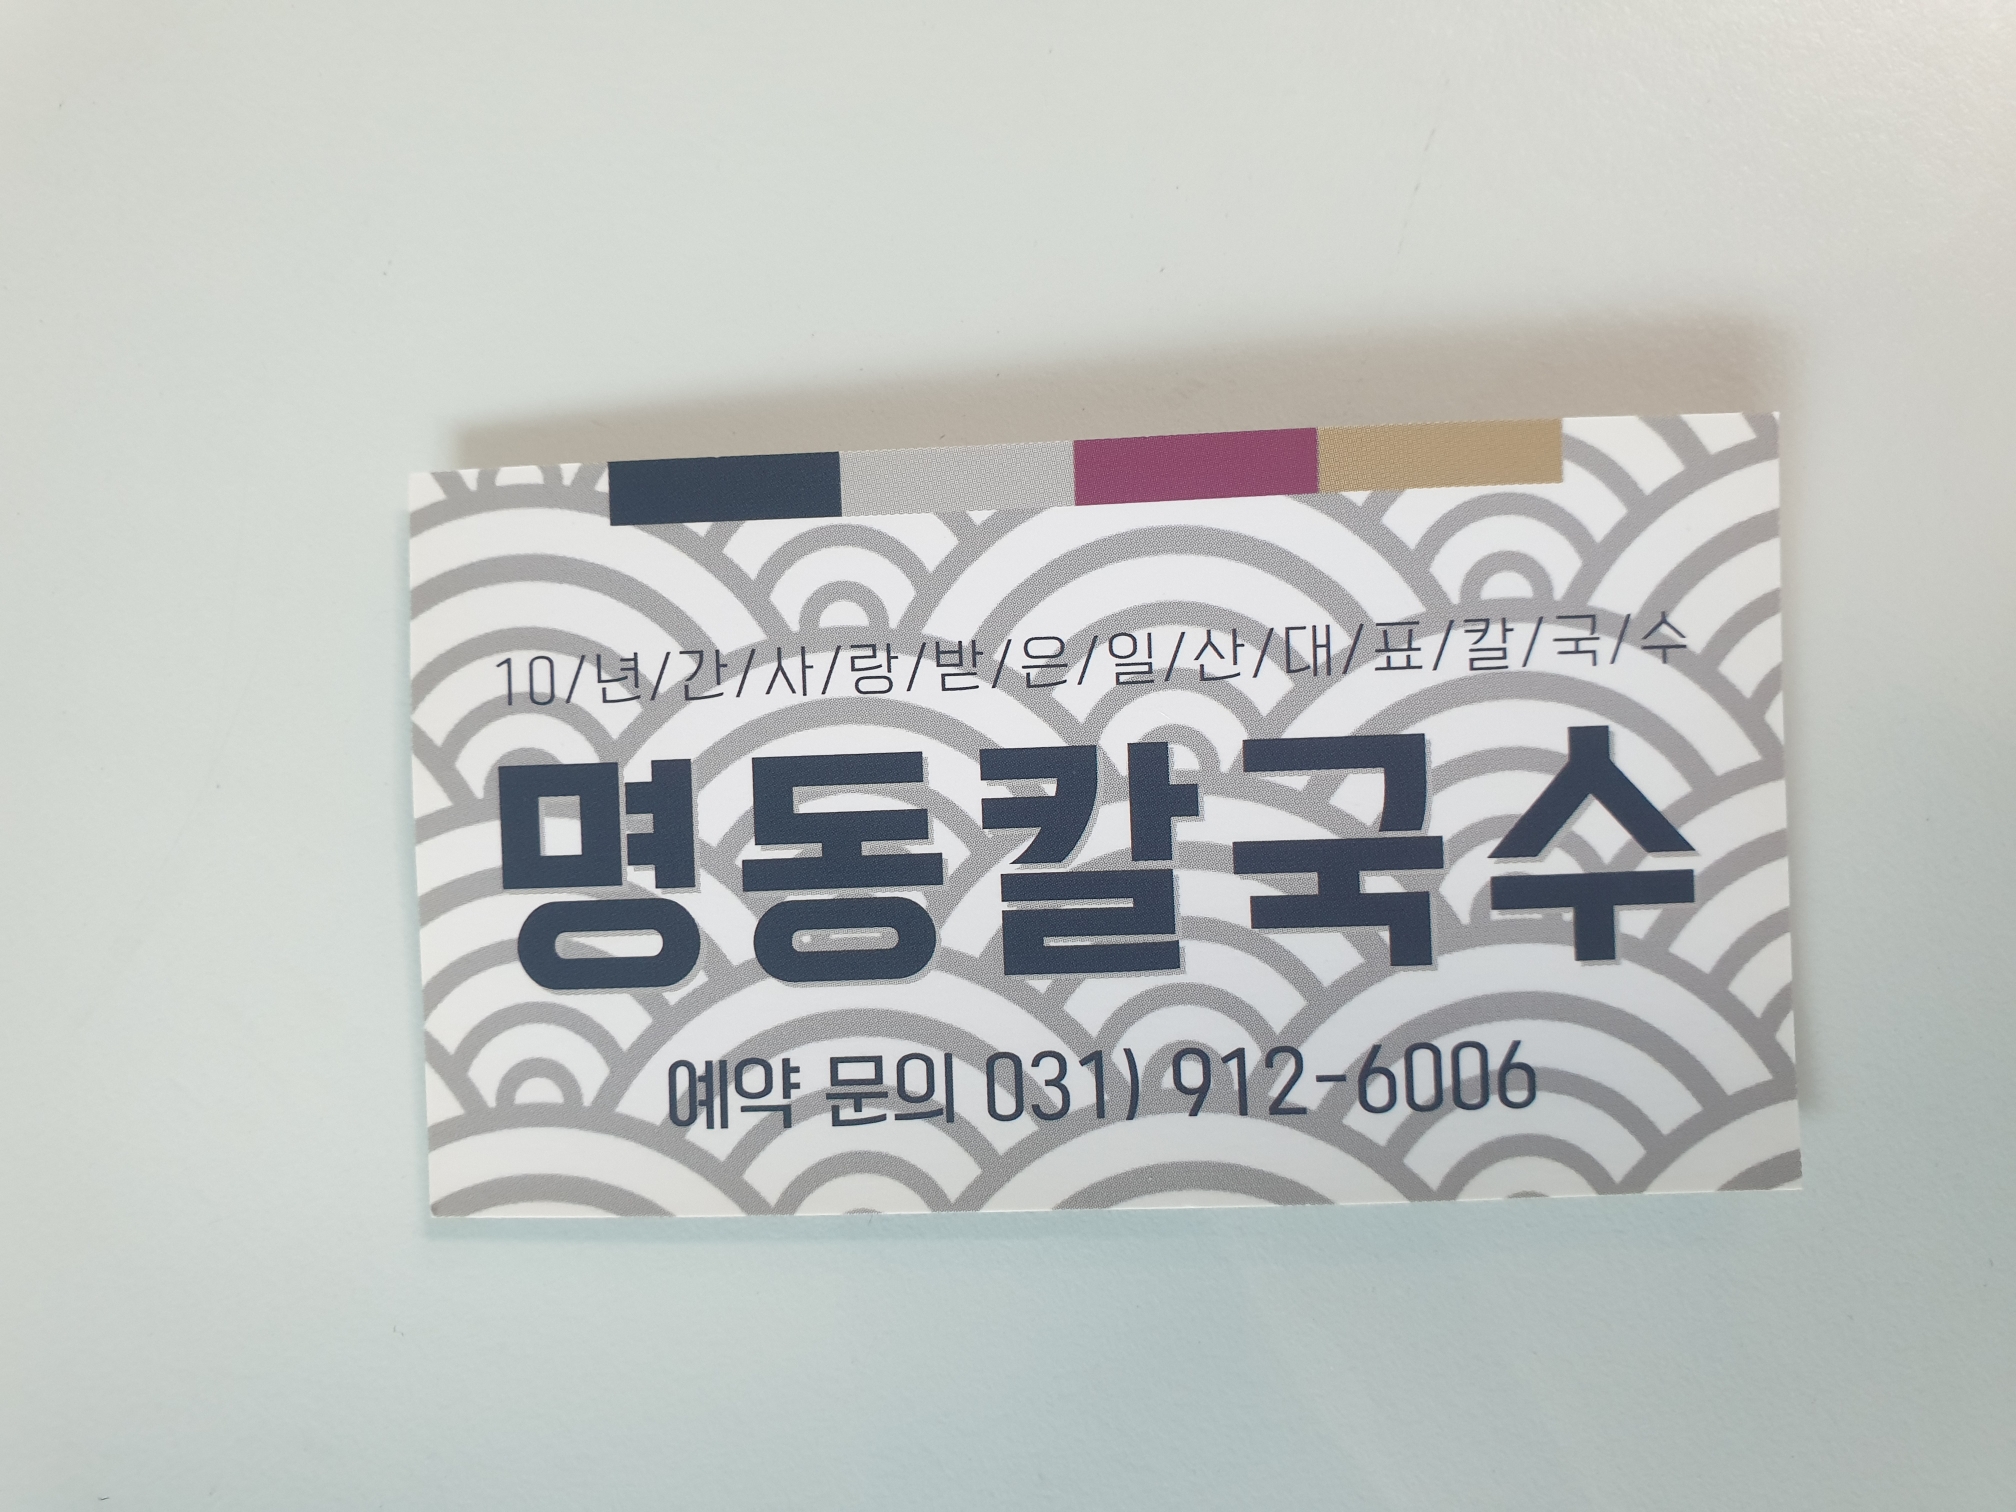 10/년/간/사/랑/받/은/일/산/대/표/칼/국/수
명동칼국수
예약 문의 031) 912-6006